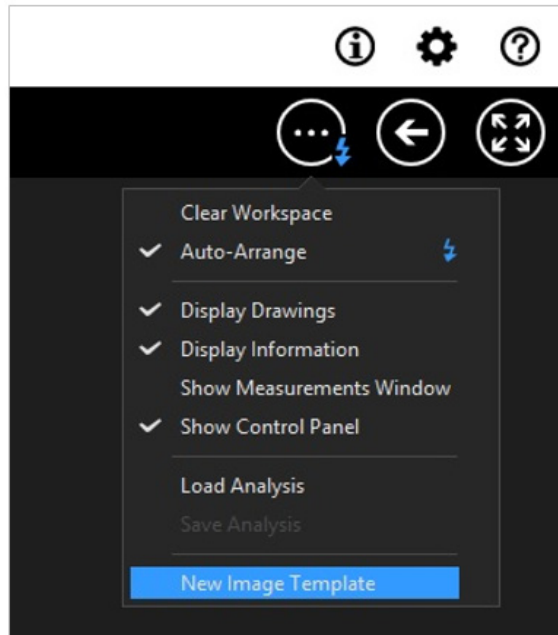 Clear Workspace
Auto-Arrange
Display Drawings
Display Information
Show Measurements Window
Show Control Panel
Load Analysis
Save Analysis
New Image Template